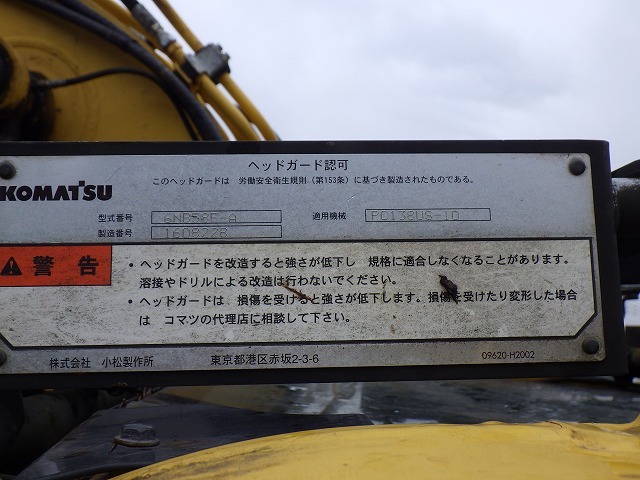 ヘッドガード認可
このヘッドガードは 労働安全衛生規則(第153条)に基づき製造されたものである。
KOMATSU
型式番号 適用機械 PC138US-10
製造番号 1608228
警告
・ヘッドガードを改造すると強さが低下し 規格に適合しなくなることがあります。
溶接やドリルによる改造は行わないでください。
・ヘッドガードは 損傷を受けると強さが低下します。損傷を受けたり変形した場合
は コマツの代理店に相談して下さい。
株式会社 小松製作所 東京都港区赤坂2-3-6 09620-H2002